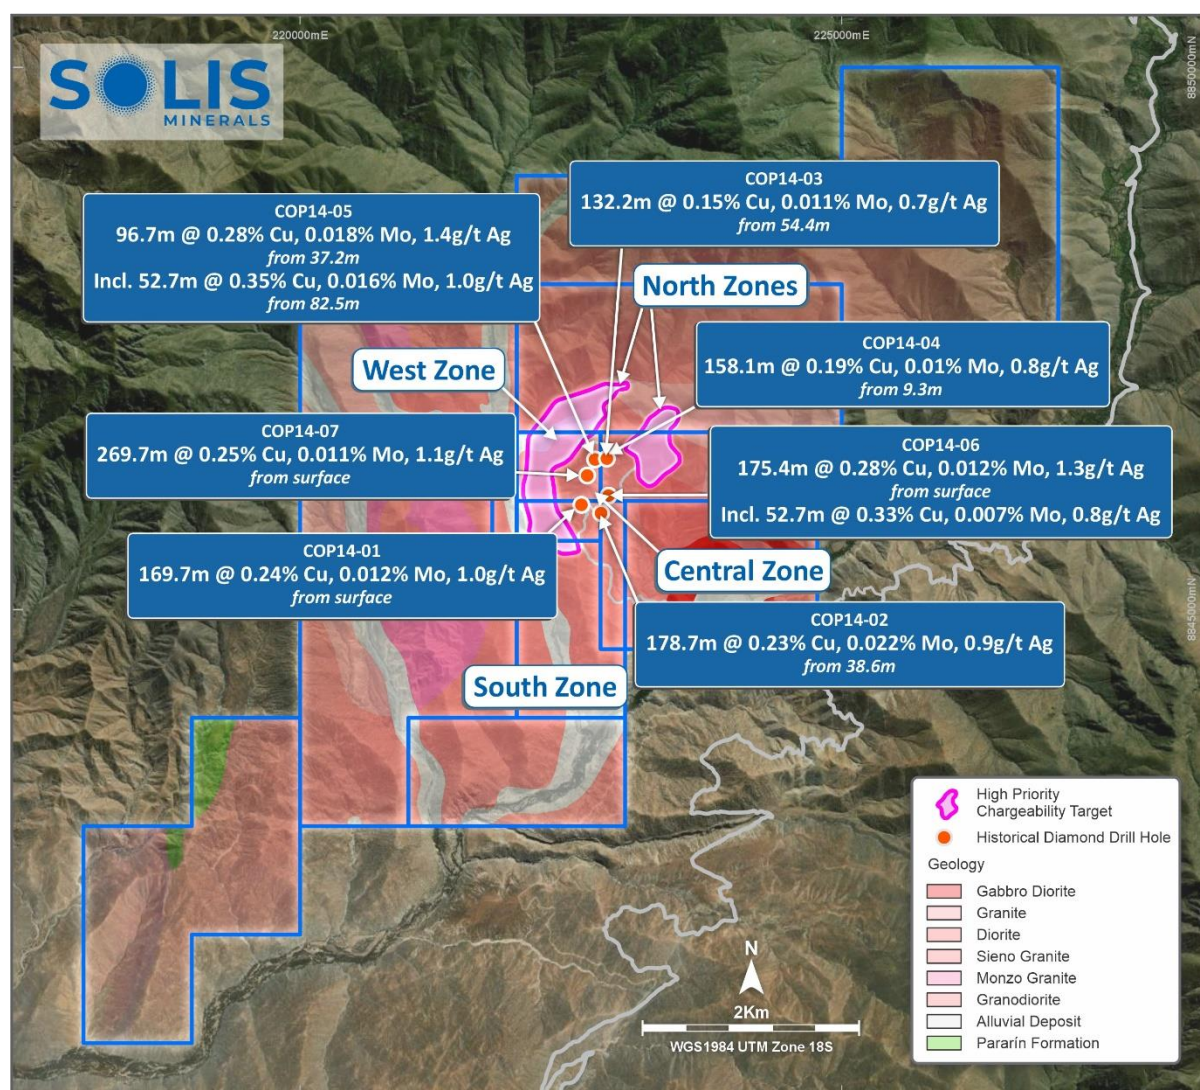 220000mE
225000mE
8850000mN
SOLIS
MINERALS
COP14-03
132.2m @ 0.15% Cu, 0.011% Mo, 0.7g/t Ag
from 54.4m
COP14-05
96.7m @ 0.28% Cu, 0.018% Mo, 1.4g/t Ag
from 37.2m
Incl. 52.7m @ 0.35% Cu, 0.016% Mo, 1.0g/t Ag
from 82.5m
North Zones
COP14-04
158.1m @ 0.19% Cu, 0.01% Mo, 0.8g/t Ag
from 9.3m
West Zone
COP14-07
269.7m @ 0.25% Cu, 0.011% Mo, 1.1g/t Ag
from surface
COP14-06
175.4m @ 0.28% Cu, 0.012% Mo, 1.3g/t Ag
from surface
Incl. 52.7m @ 0.33% Cu, 0.007% Mo, 0.8g/t Ag
COP14-01
169.7m @ 0.24% Cu, 0.012% Mo, 1.0g/t Ag
from surface
Central Zone
8845000mN
COP14-02
178.7m @ 0.23% Cu, 0.022% Mo, 0.9g/t Ag
from 38.6m
South Zone
High Priority
Chargeability Target
Historical Diamond Drill Hole
Geology
Gabbro Diorite
Granite
Diorite
Sieno Granite
Monzo Granite
Granodiorite
Alluvial Deposit
Pararín Formation
N
2Km
WGS1984 UTM Zone 18S